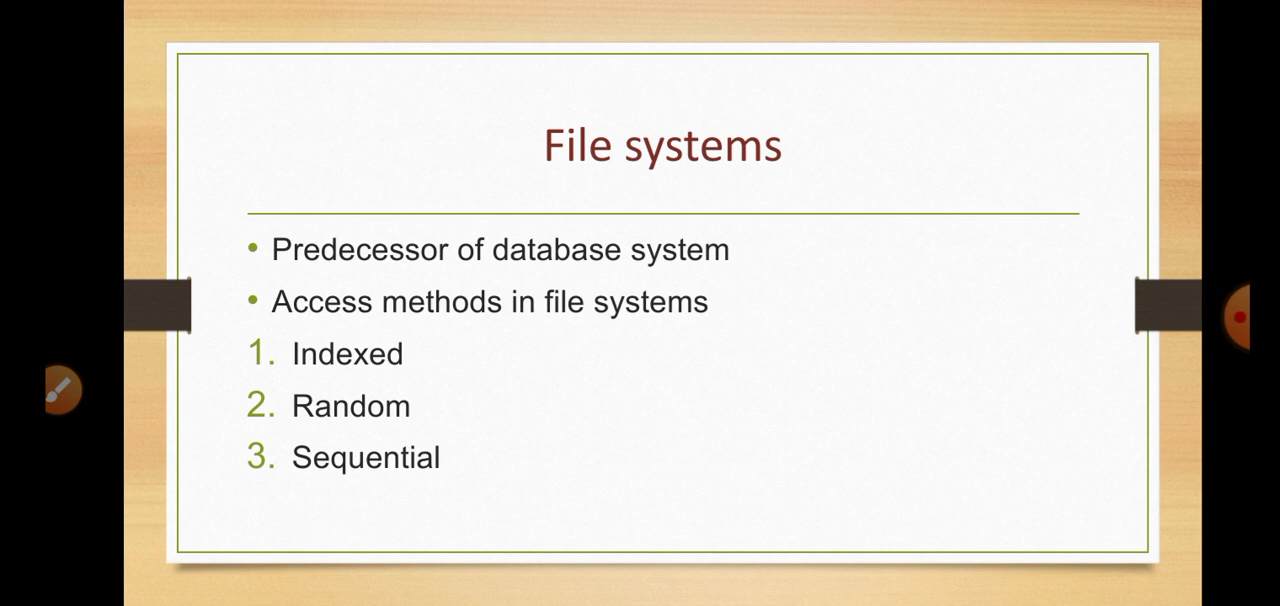 File systems
• Predecessor of database system
• Access methods in file systems
1. Indexed
2. Random
3. Sequential